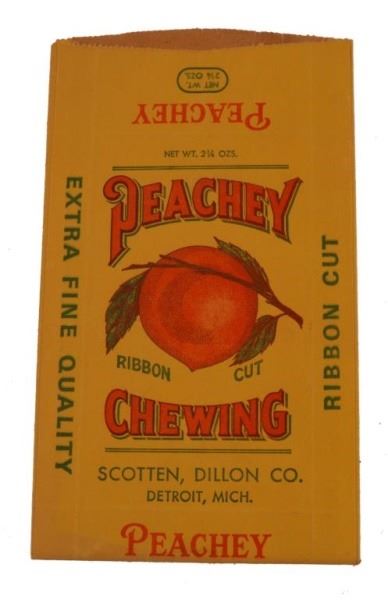 NET WT.
2¼ OZS.
PEACHEY
NET WT. 2¼ OZS.
PEACHEY
RIBBON CUT
CHEWING
SCOTTEN, DILLON CO.
DETROIT, MICH.
PEACHEY
EXTRA FINE QUALITY
RIBBON CUT